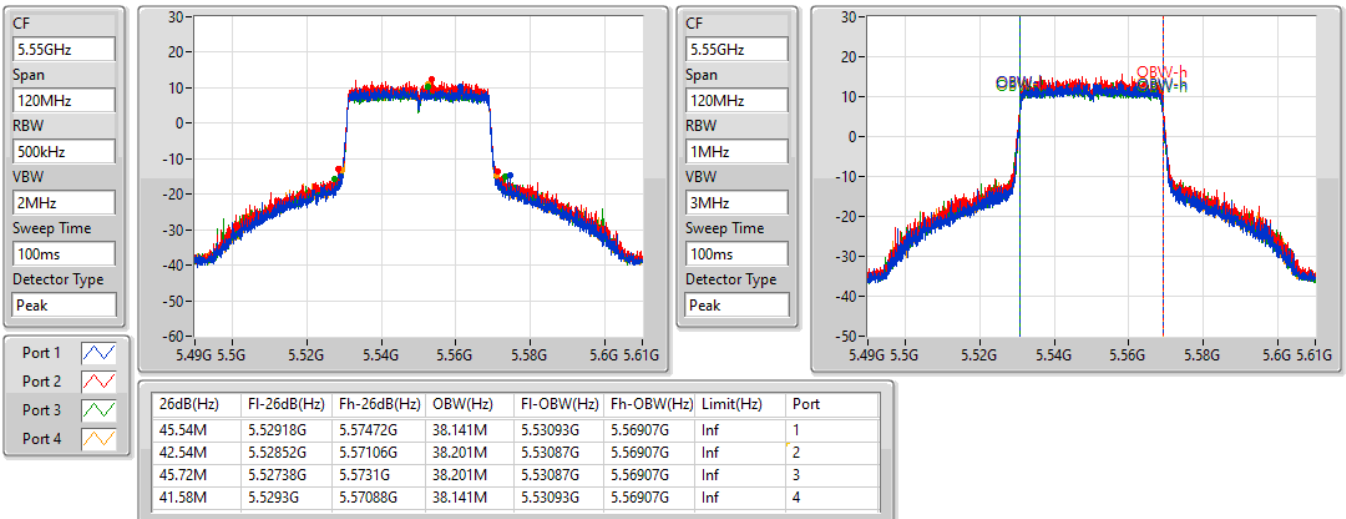 CF
5.55GHz
Span
120MHz
RBW
500kHz
VBW
2MHz
Sweep Time
100ms
Detector Type
Peak
Port 1
Port 2
Port 3
Port 4
30
20
10
0
-10
-20
-30
-40
-50
-60
5.49G 5.5G 5.52G 5.54G 5.56G 5.58G 5.6G 5.61G
CF
5.55GHz
Span
120MHz
RBW
1MHz
VBW
3MHz
Sweep Time
100ms
Detector Type
Peak
30
20
10
0
-10
-20
-30
-40
-50
OBW-h
OBW-h
5.49G 5.5G 5.52G 5.54G 5.56G 5.58G 5.6G 5.61G
26dB(Hz) Fl-26dB(Hz) Fh-26dB(Hz) OBW(Hz) Fl-OBW(Hz) Fh-OBW(Hz) Limit(Hz) Port
45.54M 5.52918G 5.57472G 38.141M 5.53093G 5.56907G Inf 1
42.54M 5.52852G 5.57106G 38.201M 5.53087G 5.56907G Inf 2
45.72M 5.52738G 5.5731G 38.201M 5.53087G 5.56907G Inf 3
41.58M 5.5293G 5.57088G 38.141M 5.53093G 5.56907G Inf 4